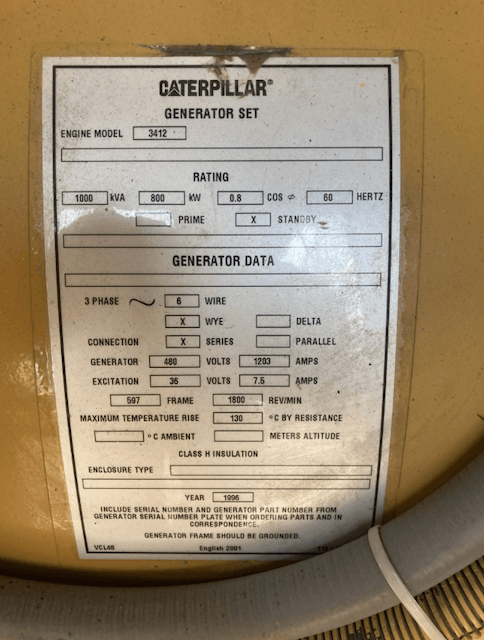 CATERPILLAR®
GENERATOR SET
ENGINE MODEL 3412
RATING
1000 kVA 800 kW 0.8 COS ϕ 60 HERTZ
PRIME X STANDBY
GENERATOR DATA
3 PHASE ~ 6 WIRE
X WYE DELTA
CONNECTION X SERIES PARALLEL
GENERATOR 480 VOLTS 1203 AMPS
EXCITATION 36 VOLTS 7.5 AMPS
597 FRAME 1800 REV/MIN
MAXIMUM TEMPERATURE RISE 130 °C BY RESISTANCE
°C AMBIENT METERS ALTITUDE
CLASS H INSULATION
ENCLOSURE TYPE
YEAR 1996
INCLUDE SERIAL NUMBER AND GENERATOR PART NUMBER FROM
GENERATOR SERIAL NUMBER PLATE WHEN ORDERING PARTS AND IN
CORRESPONDENCE.
GENERATOR FRAME SHOULD BE GROUNDED.
English 2001